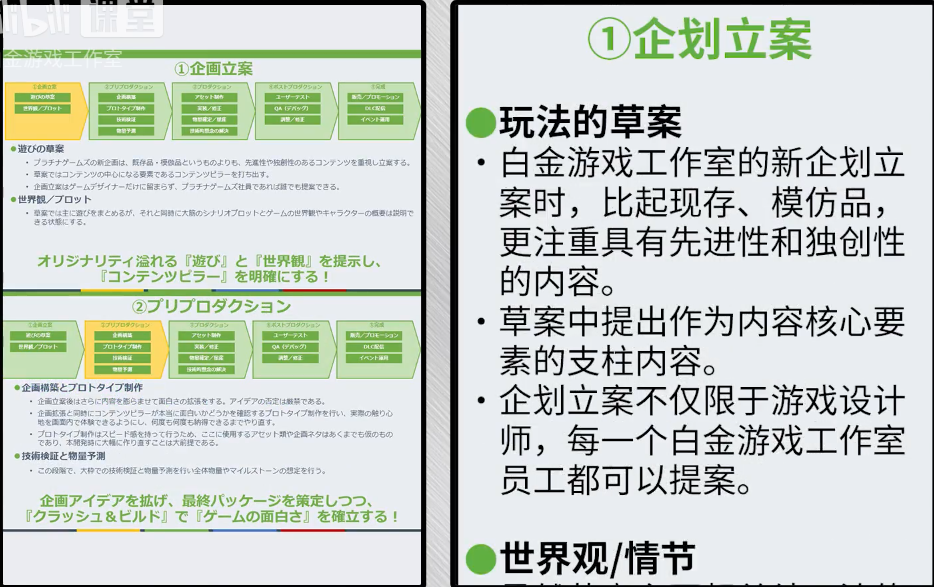 bilibili 课堂
金游戏工作室
①企画立案
①企画立案
②プリプロダクション
③プロダクション
④ポストプロダクション
⑤完成
遊びの草案
企画構築
アセット制作
ユーザーテスト
販売／プロモーション
世界観／プロット
プロトタイプ制作
実装／修正
QA（デバッグ）
DLC配信
技術検証
物量確定／採算
調整／修正
イベント運用
物量予測
技術的懸念の解決
●遊びの草案
・プラチナゲームズの新企画は、既存品・模倣品というものよりも、先進性や独創性のあるコンテンツを重視し立案する。
・草案ではコンテンツの中心になる要素であるコンテンツピラーを打ち出す。
・企画立案はゲームデザイナーだけに留まらず、プラチナゲームズ社員であれば誰でも提案できる。
●世界観／プロット
・草案では主に遊びをまとめるが、それと同時に大筋のシナリオプロットとゲームの世界観やキャラクターの概要は説明で
きる状態にする。
オリジナリティ溢れる『遊び』と『世界観』を提示し、
『コンテンツピラー』を明確にする！
②プリプロダクション
①企画立案
②プリプロダクション
③プロダクション
④ポストプロダクション
⑤完成
遊びの草案
企画構築
アセット制作
ユーザーテスト
販売／プロモーション
世界観／プロット
プロトタイプ制作
実装／修正
QA（デバッグ）
DLC配信
技術検証
調整／修正
イベント運用
物量予測
技術的懸念の解決
●企画構築とプロトタイプ制作
・企画立案後はさらに内容を膨らませて面白さの拡張をする。アイデアの否定は厳禁である。
・企画拡張と同時にコンテンツピラーが本当に面白いかどうかを確認するプロトタイプ制作を行い、実際の触り心
地を画面内で体験できるようにし、何度も何度も納得できるまでやり直す。
・プロトタイプ制作はスピード感を持って行うため、ここに使用するアセット類や企画ネタはあくまでも仮のもの
であり、本開発時に大幅に作り直すことは大前提である。
●技術検証と物量予測
・この段階で、大枠での技術検証と物量予測を行い全体物量やマイルストーンの想定を行う。
企画アイデアを拡げ、最終パッケージを策定しつつ、
『クラッシュ＆ビルド』で『ゲームの面白さ』を確立する！
①企划立案
●玩法的草案
・白金游戏工作室的新企划立
案时，比起现存、模仿品，
更注重具有先进性和独创性
的内容。
・草案中提出作为内容核心要
素的支柱内容。
・企划立案不仅限于游戏设计
师，每一个白金游戏工作室
员工都可以提案。
●世界观/情节